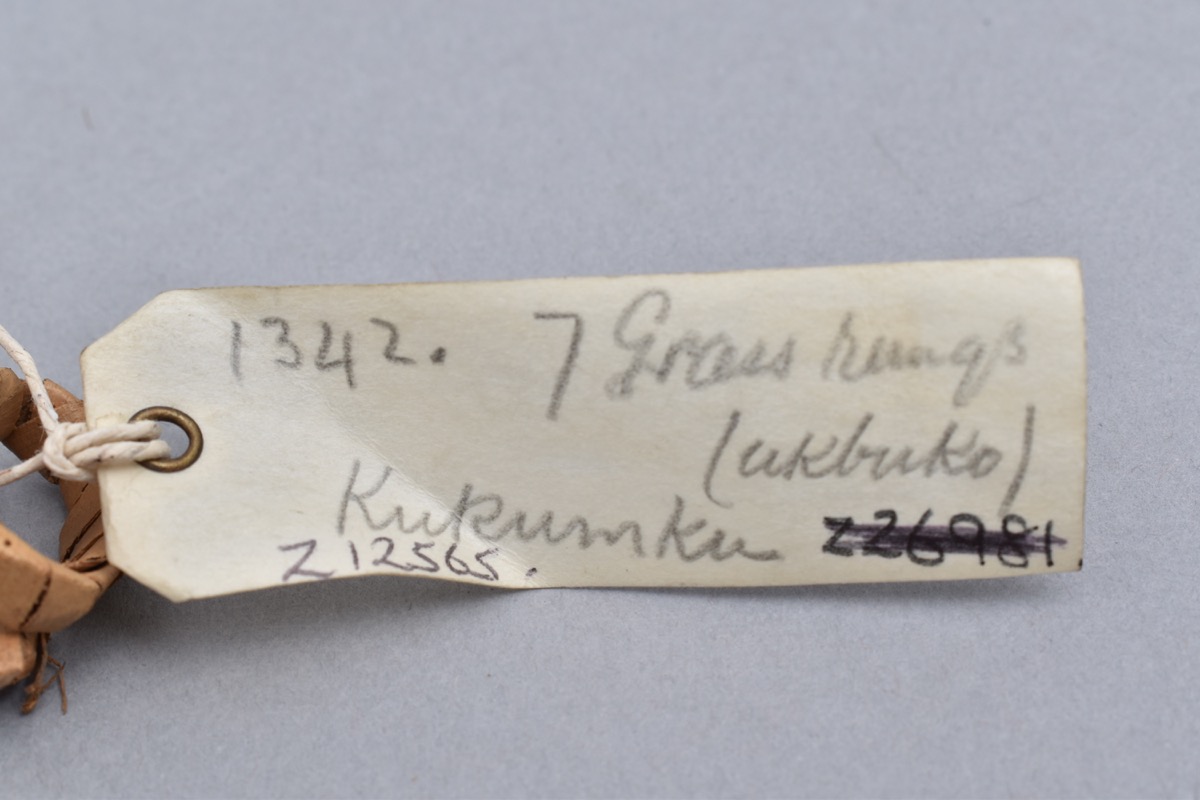 1342. 7 Grass rings
(ukbuko)
Kukumku Z26981
Z12565.